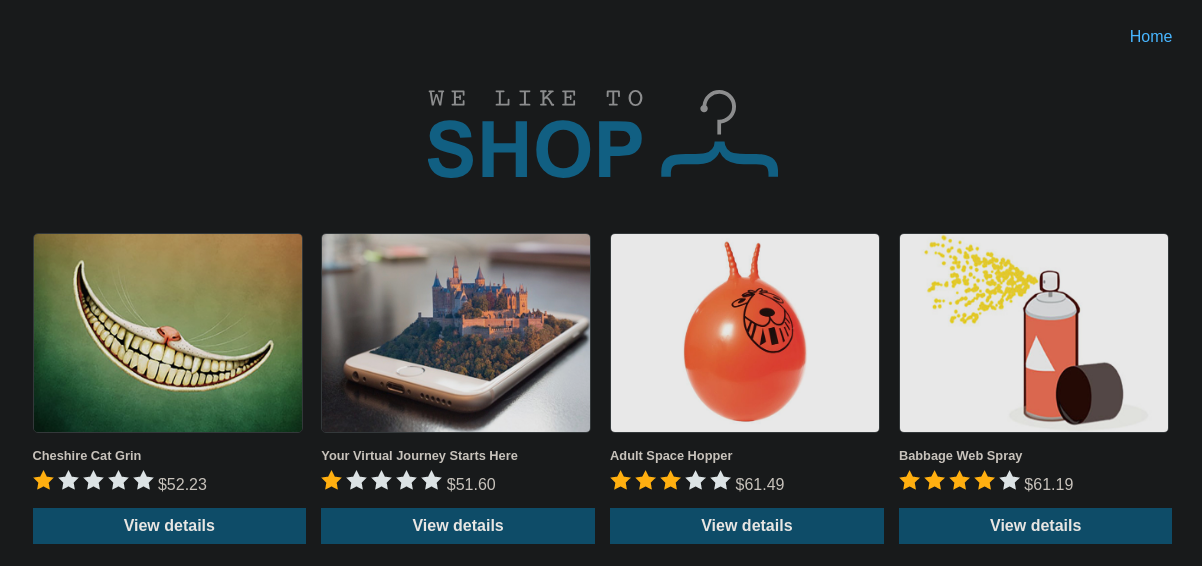 Home
WE LIKE TO
SHOP
Cheshire Cat Grin
$52.23
View details
Your Virtual Journey Starts Here
$51.60
View details
Adult Space Hopper
$61.49
View details
Babbage Web Spray
$61.19
View details